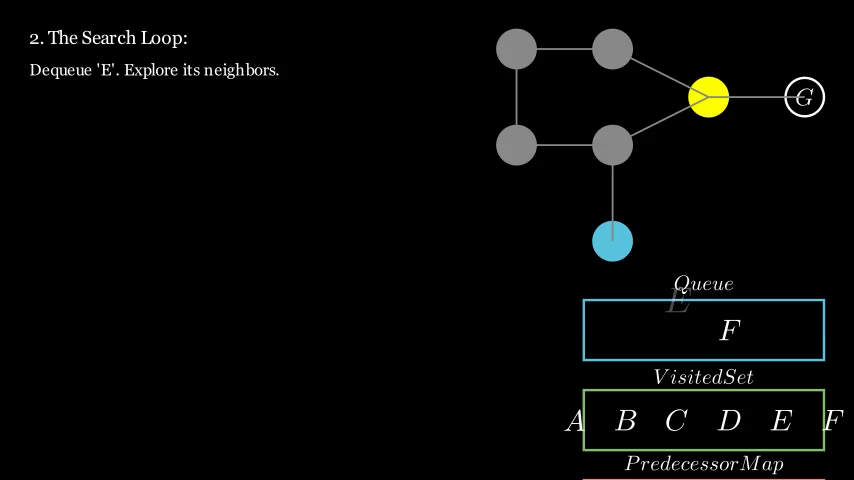 2. The Search Loop:
Dequeue 'E'. Explore its neighbors.
G
Queue
E
F
VisitedSet
A B C D E F
PredecessorMap